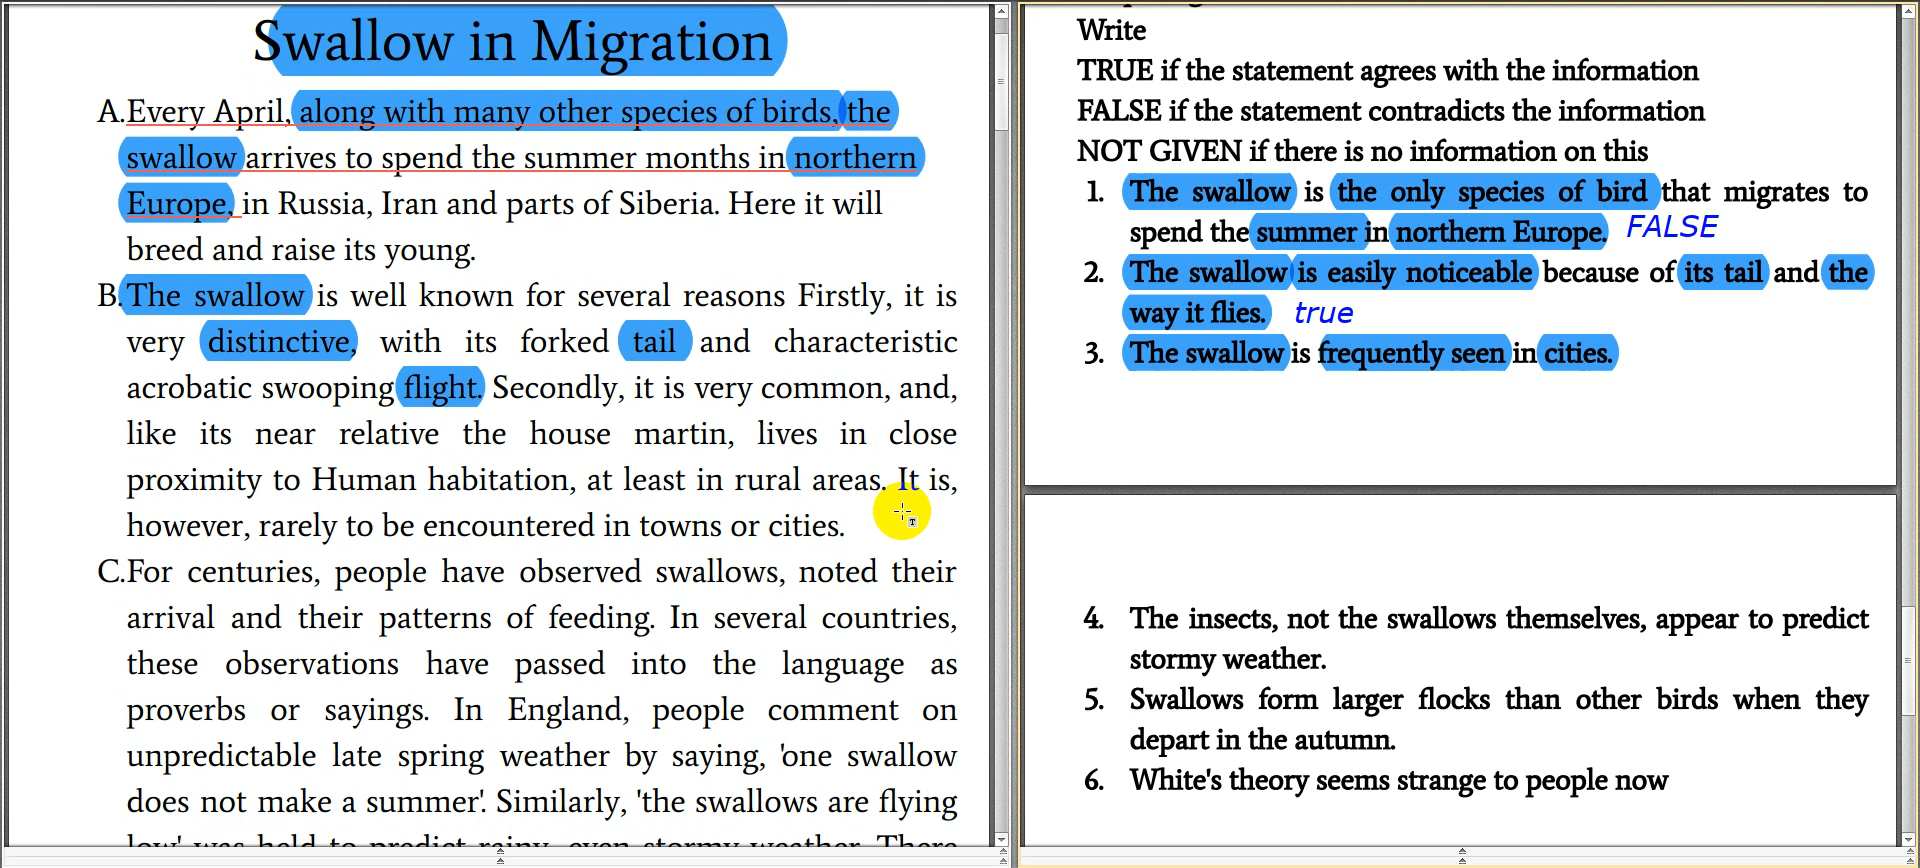 Swallow in Migration
A.Every April, along with many other species of birds, the
swallow arrives to spend the summer months in northern
Europe, in Russia, Iran and parts of Siberia. Here it will
breed and raise its young.
B.The swallow is well known for several reasons Firstly, it is
very distinctive, with its forked tail and characteristic
acrobatic swooping flight. Secondly, it is very common, and,
like its near relative the house martin, lives in close
proximity to Human habitation, at least in rural areas. It is,
however, rarely to be encountered in towns or cities.
C.For centuries, people have observed swallows, noted their
arrival and their patterns of feeding. In several countries,
these observations have passed into the language as
proverbs or sayings. In England, people comment on
unpredictable late spring weather by saying, 'one swallow
does not make a summer'. Similarly, 'the swallows are flying
low' was held to predict rainy, even stormy weather. There
Write
TRUE if the statement agrees with the information
FALSE if the statement contradicts the information
NOT GIVEN if there is no information on this
1. The swallow is the only species of bird that migrates to
spend the summer in northern Europe. FALSE
2. The swallow is easily noticeable because of its tail and the
way it flies. true
3. The swallow is frequently seen in cities.
4. The insects, not the swallows themselves, appear to predict
stormy weather.
5. Swallows form larger flocks than other birds when they
depart in the autumn.
6. White's theory seems strange to people now